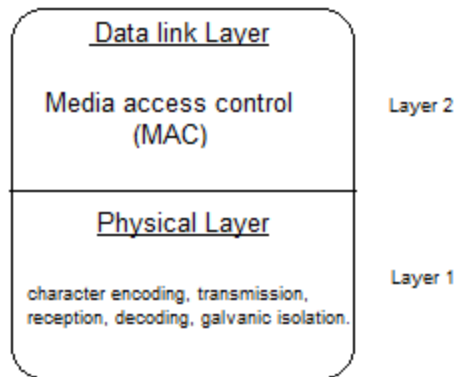 Data link Layer
Media access control
(MAC)
Layer 2
Physical Layer
Layer 1
character encoding, transmission,
reception, decoding, galvanic isolation.